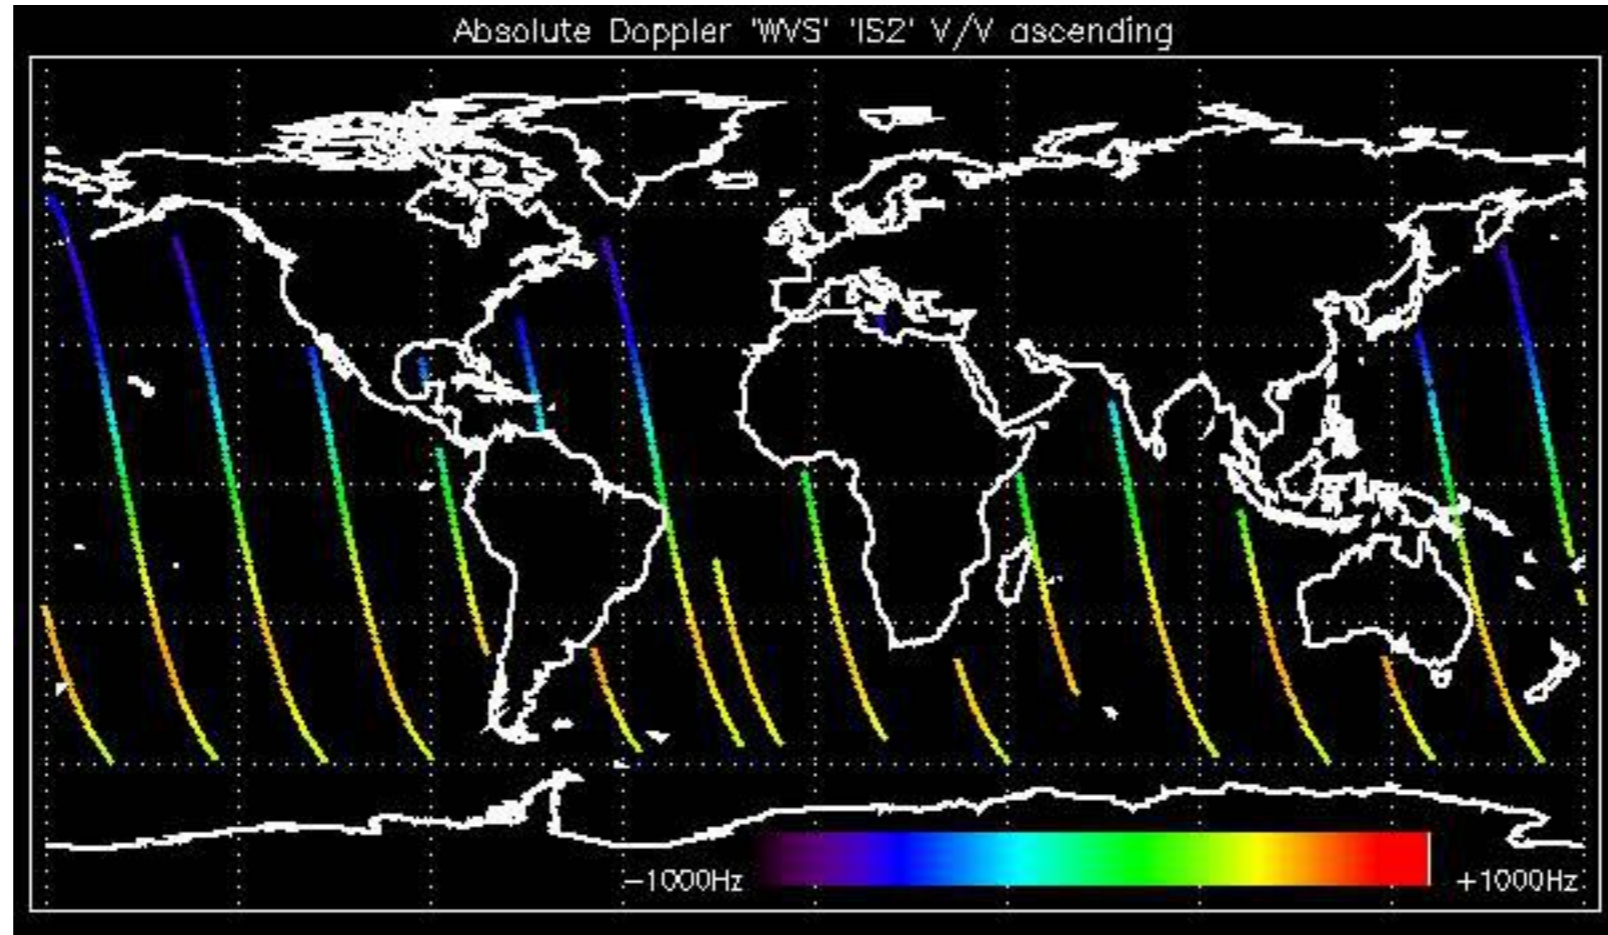 Absolute Doppler 'WVS' 'IS2' V/V ascending
−1000Hz +1000Hz